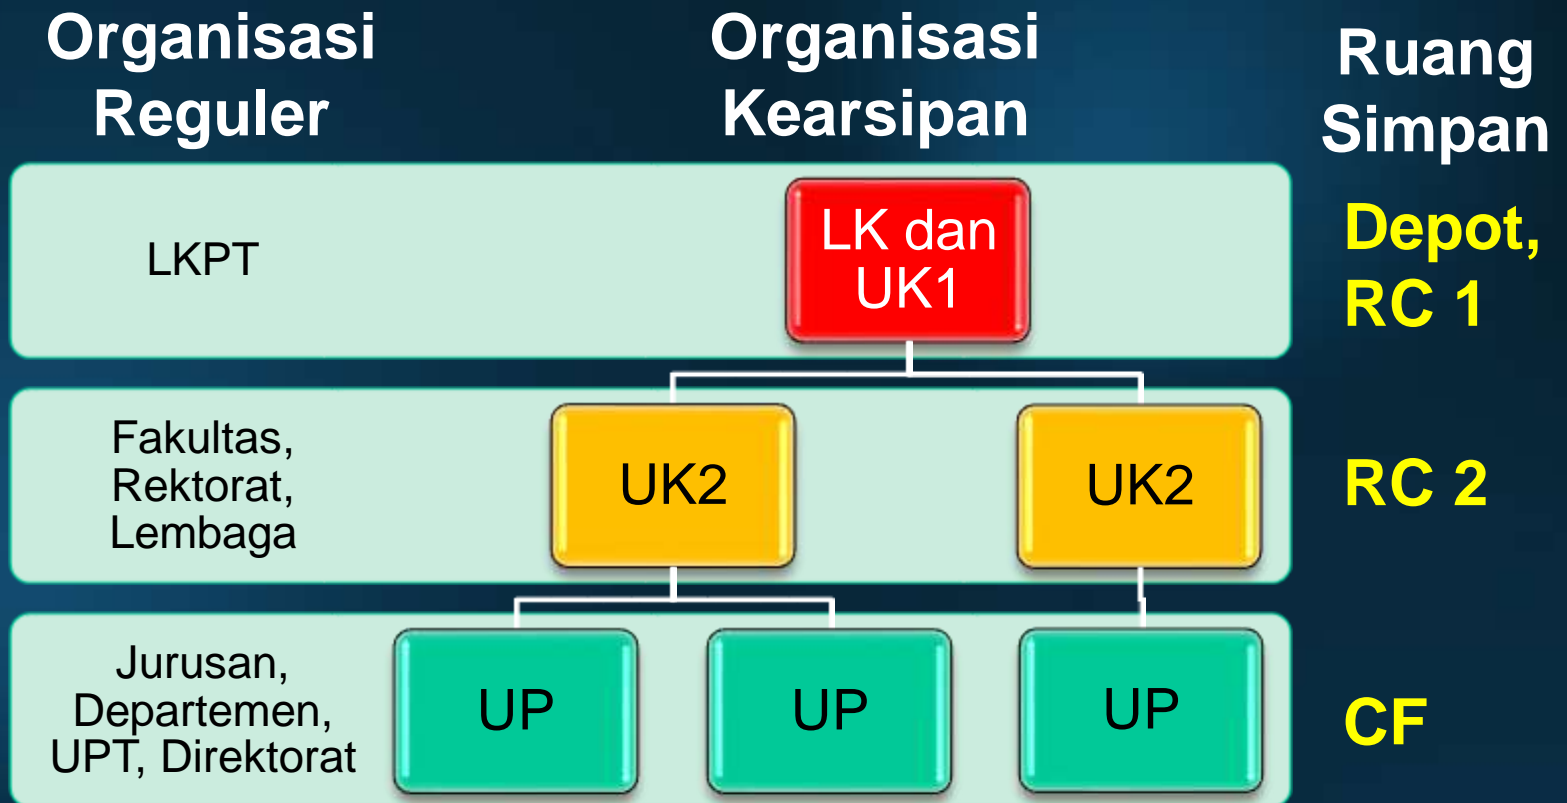 Organisasi
Reguler
Organisasi
Kearsipan
Ruang
Simpan
LKPT
LK dan
UK1
Depot,
RC 1
Fakultas,
Rektorat,
Lembaga
UK2
UK2
RC 2
Jurusan,
Departemen,
UPT, Direktorat
UP
UP
UP
CF